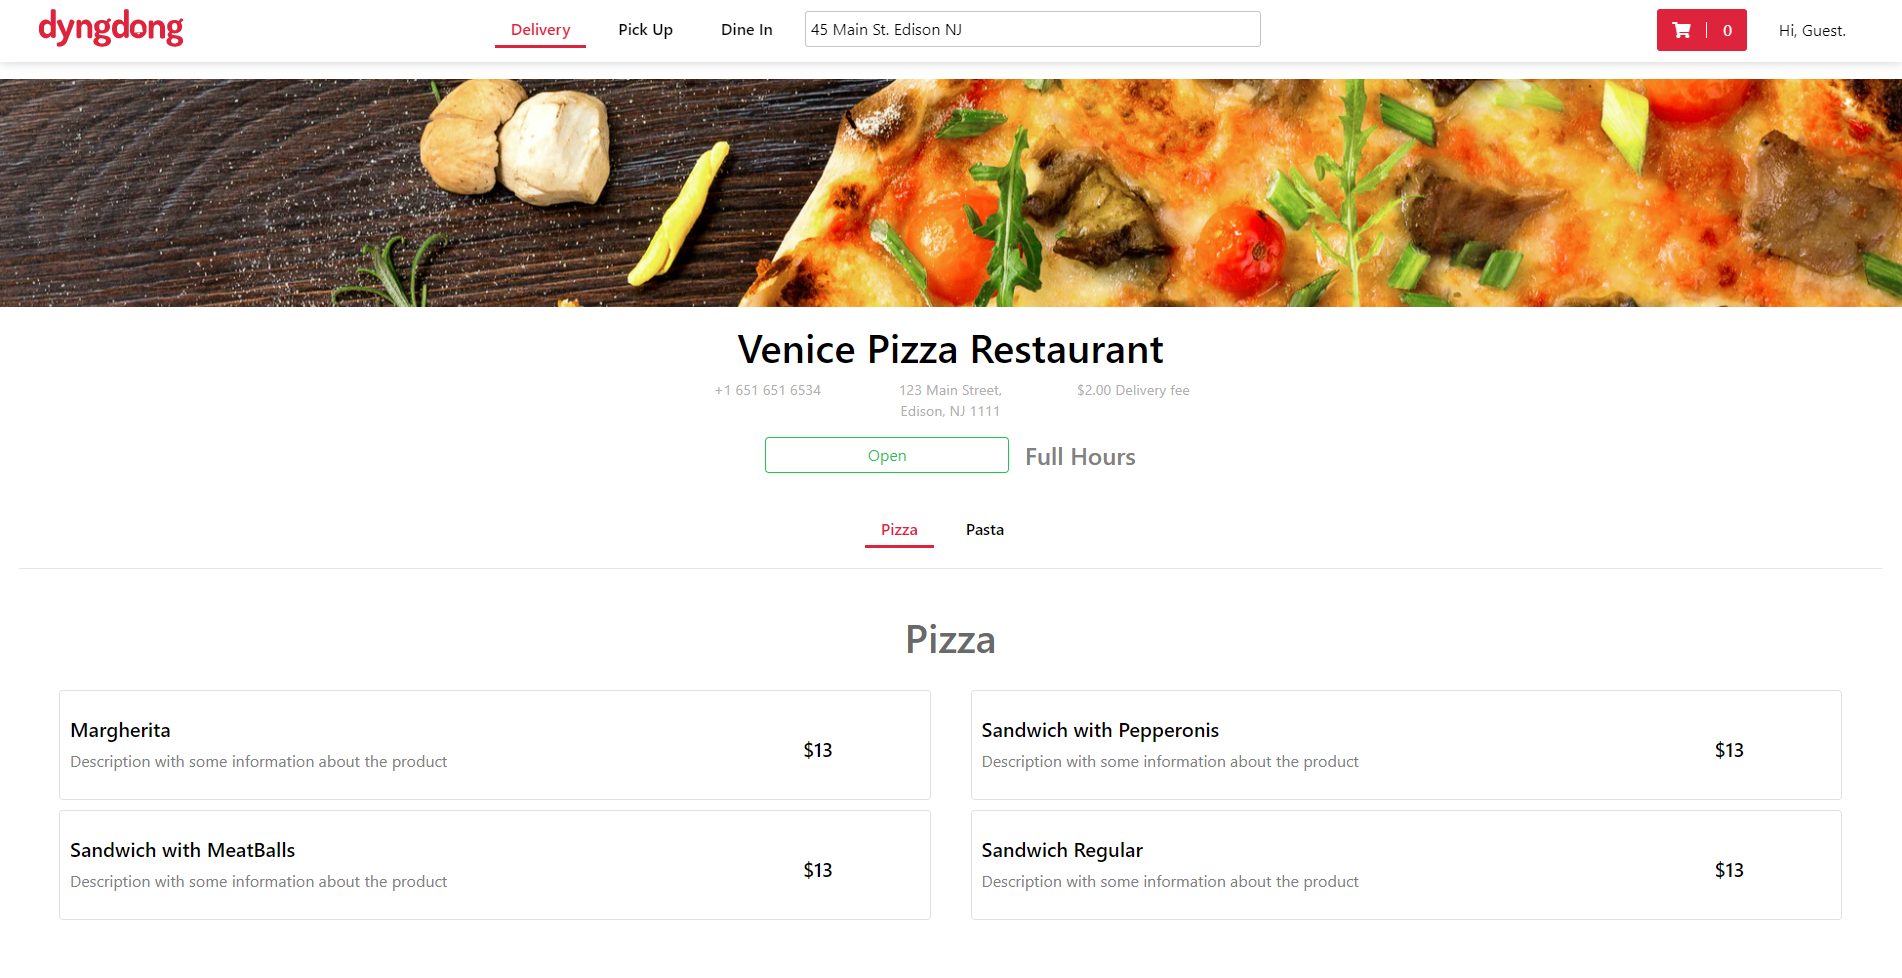 dyngdong
Delivery Pick Up Dine In 45 Main St. Edison NJ 0 Hi, Guest.
Venice Pizza Restaurant
+1 651 651 6534 123 Main Street, $2.00 Delivery fee
Edison, NJ 1111
Open Full Hours
Pizza Pasta
Pizza
Margherita
Description with some information about the product
$13
Sandwich with Pepperonis
Description with some information about the product
$13
Sandwich with MeatBalls
Description with some information about the product
$13
Sandwich Regular
Description with some information about the product
$13